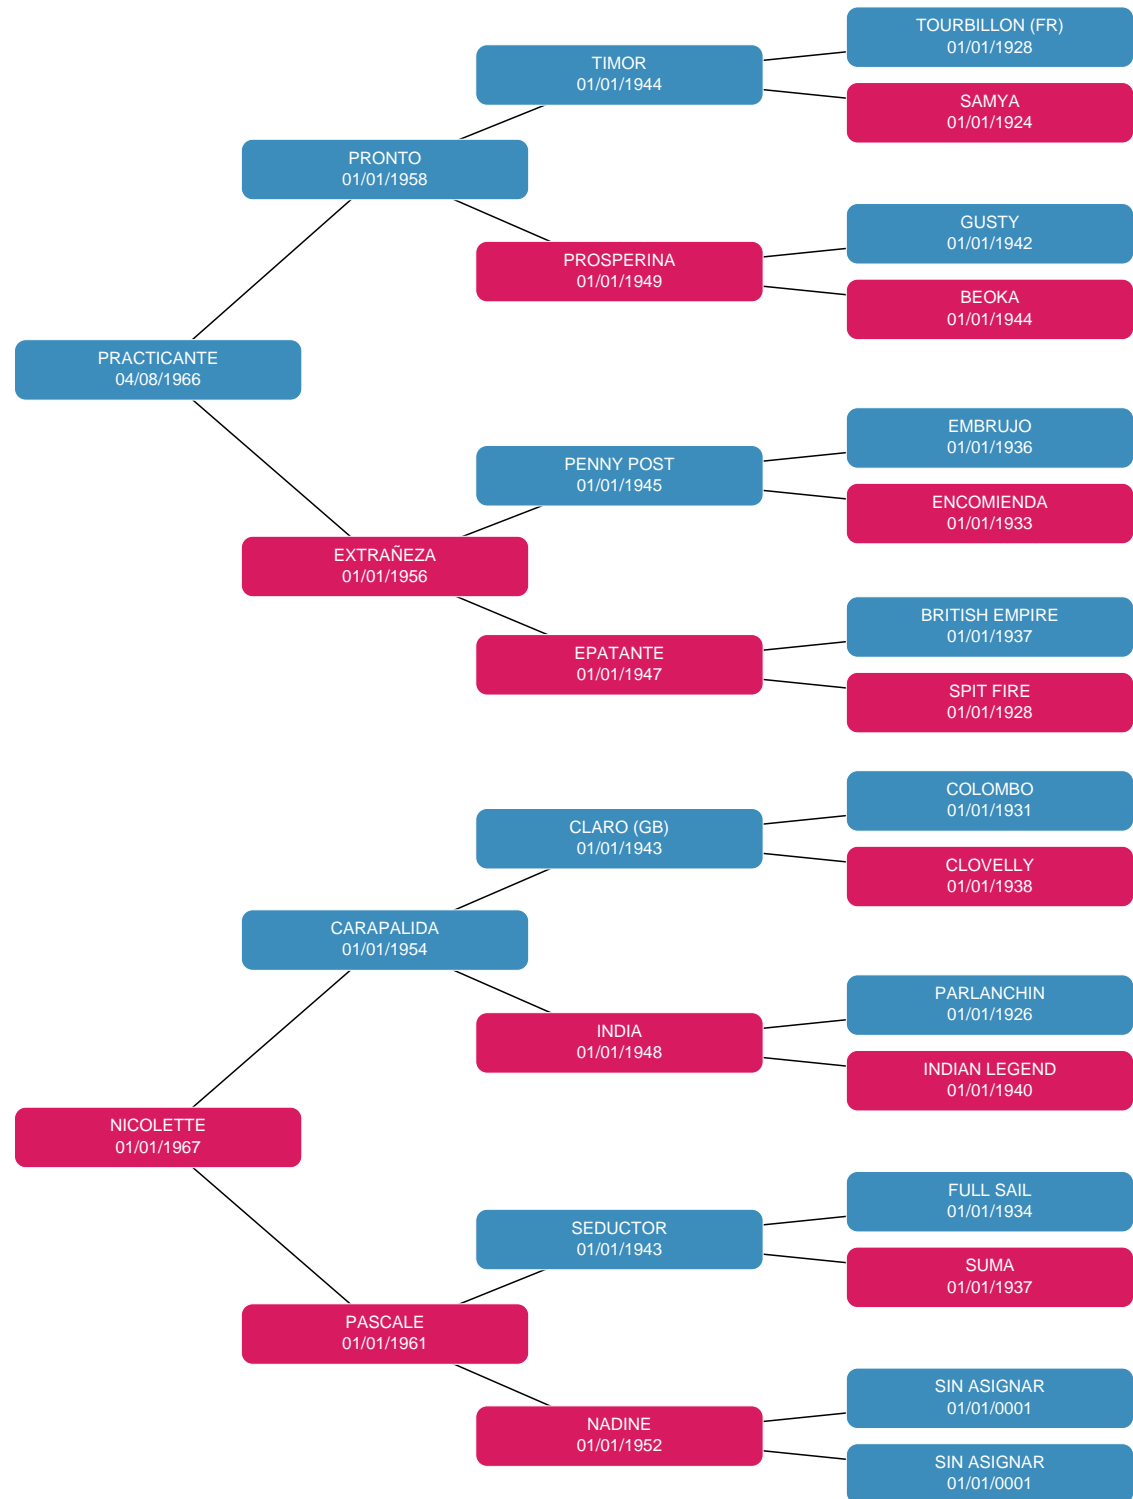 TOURBILLON (FR)
01/01/1928
TIMOR
01/01/1944
SAMYA
01/01/1924
PRONTO
01/01/1958
GUSTY
01/01/1942
PROSPERINA
01/01/1949
BEOKA
01/01/1944
PRACTICANTE
04/08/1966
EMBRUJO
01/01/1936
PENNY POST
01/01/1945
ENCOMIENDA
01/01/1933
EXTRAÑEZA
01/01/1956
BRITISH EMPIRE
01/01/1937
EPATANTE
01/01/1947
SPIT FIRE
01/01/1928
COLOMBO
01/01/1931
CLARO (GB)
01/01/1943
CLOVELLY
01/01/1938
CARAPALIDA
01/01/1954
PARLANCHIN
01/01/1926
INDIA
01/01/1948
INDIAN LEGEND
01/01/1940
NICOLETTE
01/01/1967
FULL SAIL
01/01/1934
SEDUCTOR
01/01/1943
SUMA
01/01/1937
PASCALE
01/01/1961
SIN ASIGNAR
01/01/0001
NADINE
01/01/1952
SIN ASIGNAR
01/01/0001